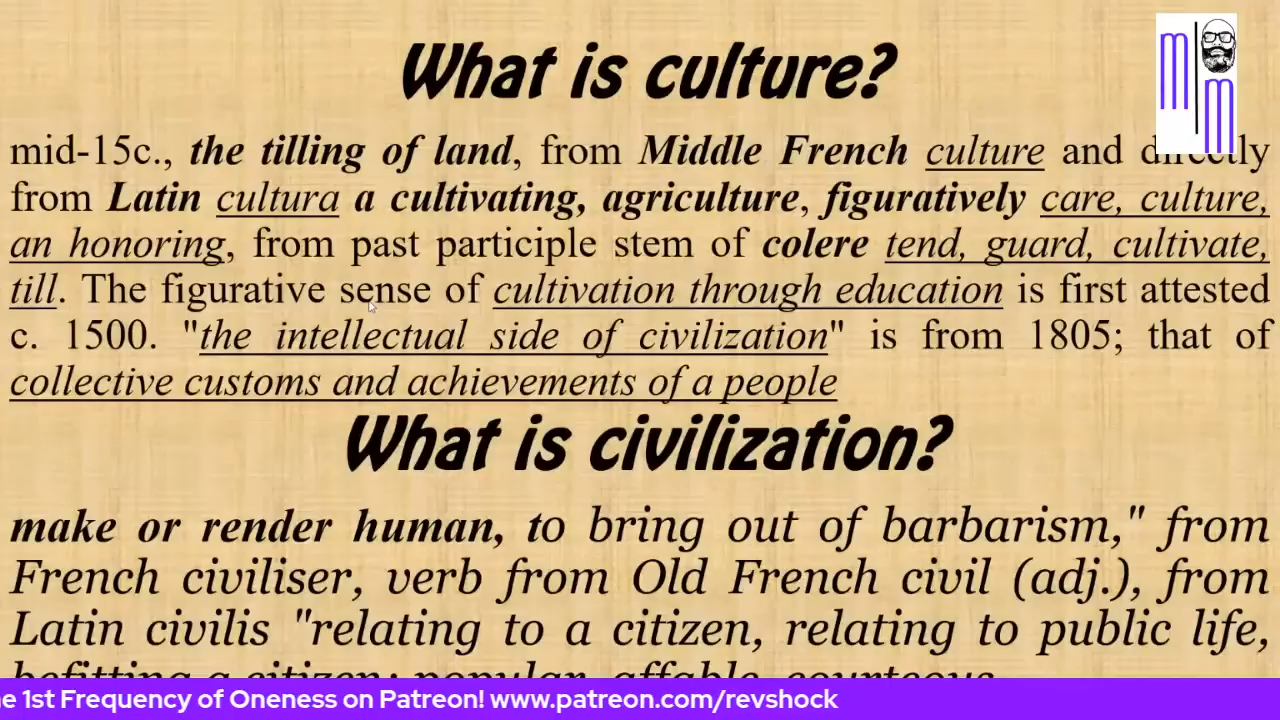 What is culture?
mid-15c., the tilling of land, from Middle French culture and directly
from Latin cultura a cultivating, agriculture, figuratively care, culture,
an honoring, from past participle stem of colere tend, guard, cultivate,
till. The figurative sense of cultivation through education is first attested
c. 1500. "the intellectual side of civilization" is from 1805; that of
collective customs and achievements of a people
What is civilization?
make or render human, to bring out of barbarism," from
French civiliser, verb from Old French civil (adj.), from
Latin civilis "relating to a citizen, relating to public life,
befitting a citizen; popular, affable, courteous
1st Frequency of Oneness on Patreon! www.patreon.com/revshock
m
m